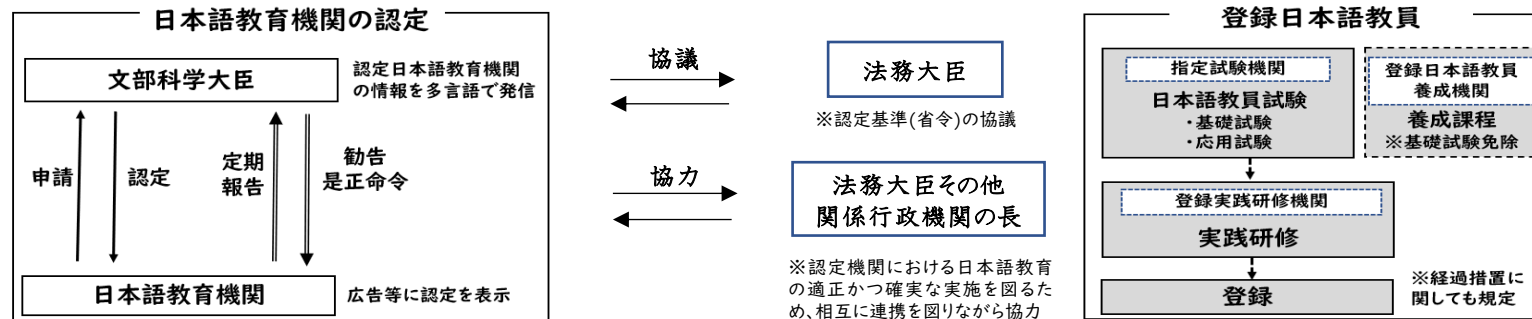 日本語教育機関の認定
文部科学大臣
認定日本語教育機関
の情報を多言語で発信
申請
認定
定期
報告
勧告
是正命令
日本語教育機関
広告等に認定を表示
協議
法務大臣
※認定基準(省令)の協議
協力
法務大臣その他
関係行政機関の長
※認定機関における日本語教育
の適正かつ確実な実施を図るた
め、相互に連携を図りながら協力
登録日本語教員
指定試験機関
日本語教員試験
・基礎試験
・応用試験
登録日本語教員
養成機関
養成課程
※基礎試験免除
登録実践研修機関
実践研修
登録
※経過措置に
関しても規定